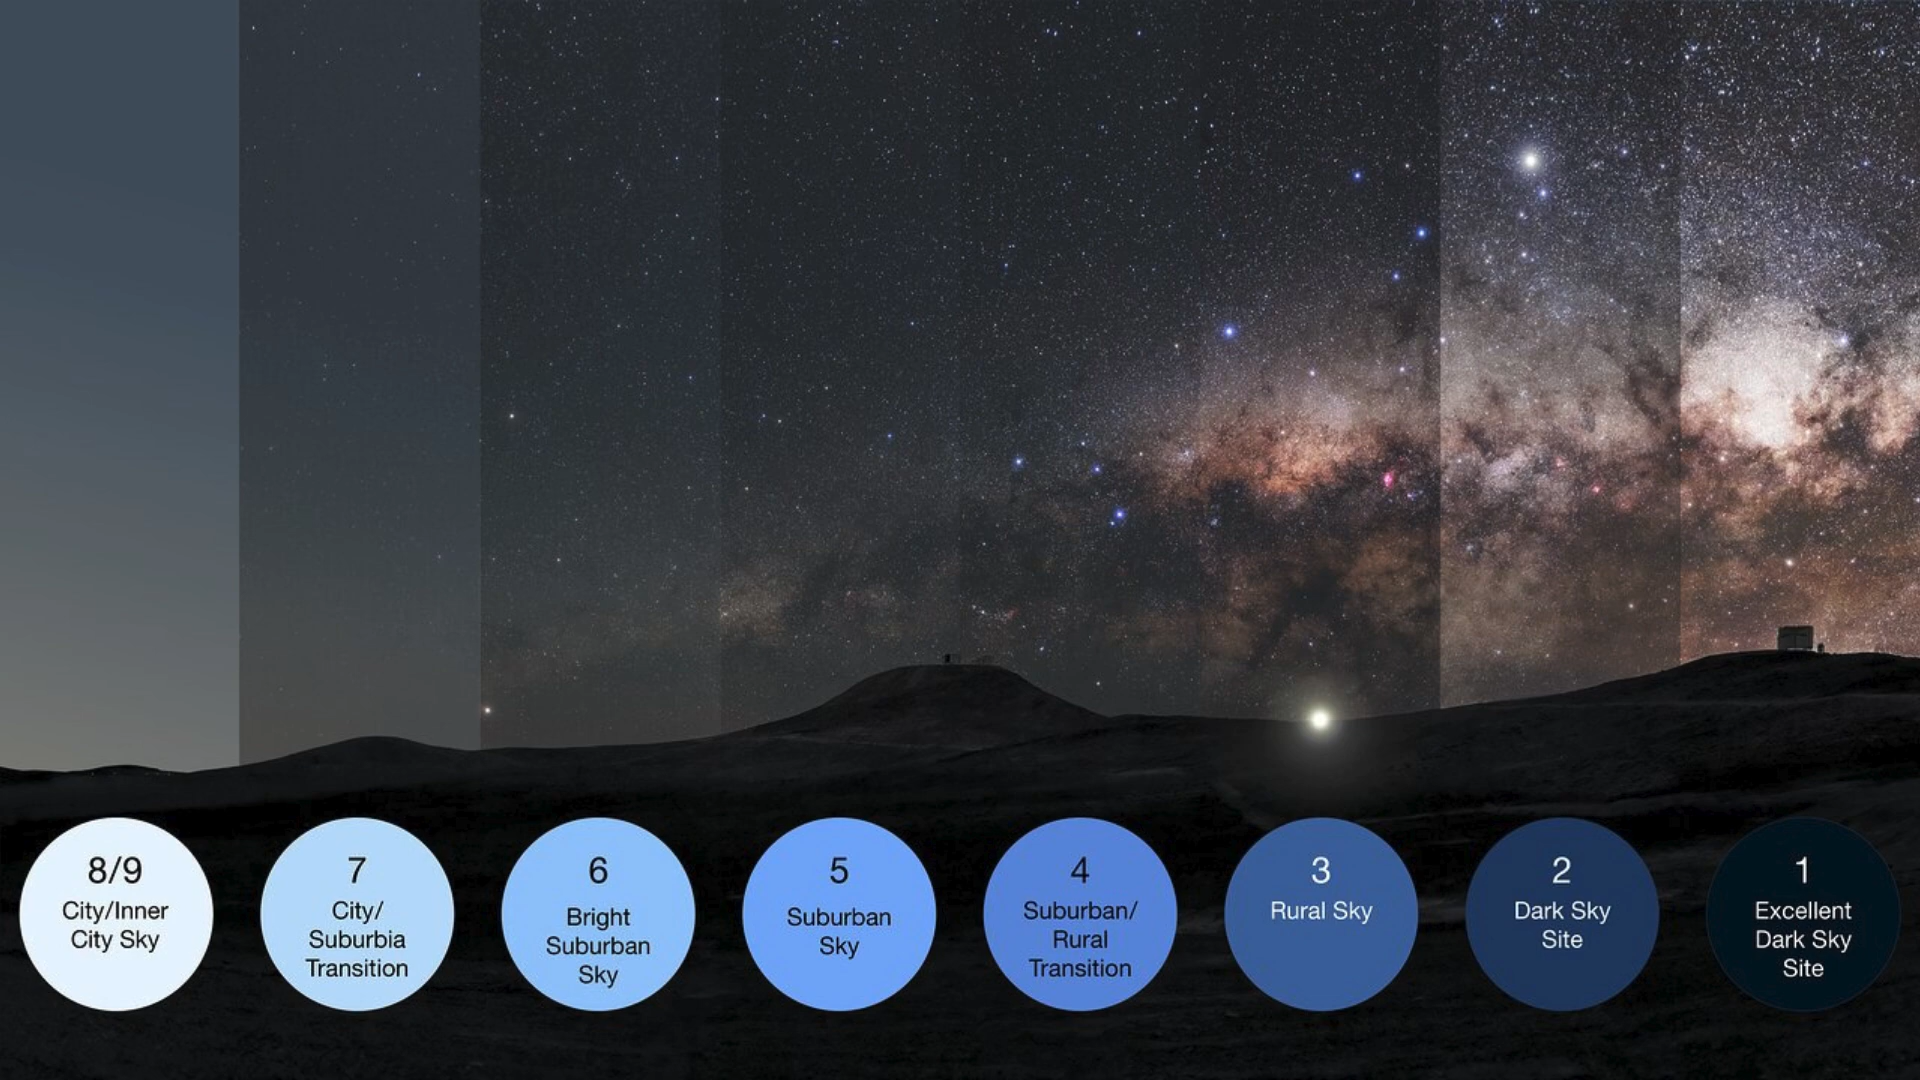 8/9
City/Inner
City Sky
7
City/
Suburbia
Transition
6
Bright
Suburban
Sky
5
Suburban
Sky
4
Suburban/
Rural
Transition
3
Rural Sky
2
Dark Sky
Site
1
Excellent
Dark Sky
Site